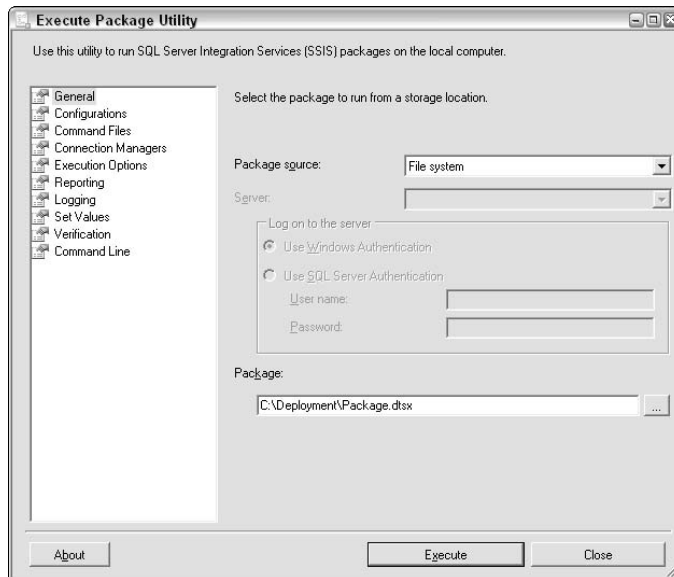 Execute Package Utility
Use this utility to run SQL Server Integration Services (SSIS) packages on the local computer.
General
Configurations
Command Files
Connection Managers
Execution Options
Reporting
Logging
Set Values
Verification
Command Line
Select the package to run from a storage location.
Package source: File system
Server:
Log on to the server
Use Windows Authentication
Use SQL Server Authentication
User name:
Password:
Package:
C:\Deployment\Package.dtsx ...
About Execute Close